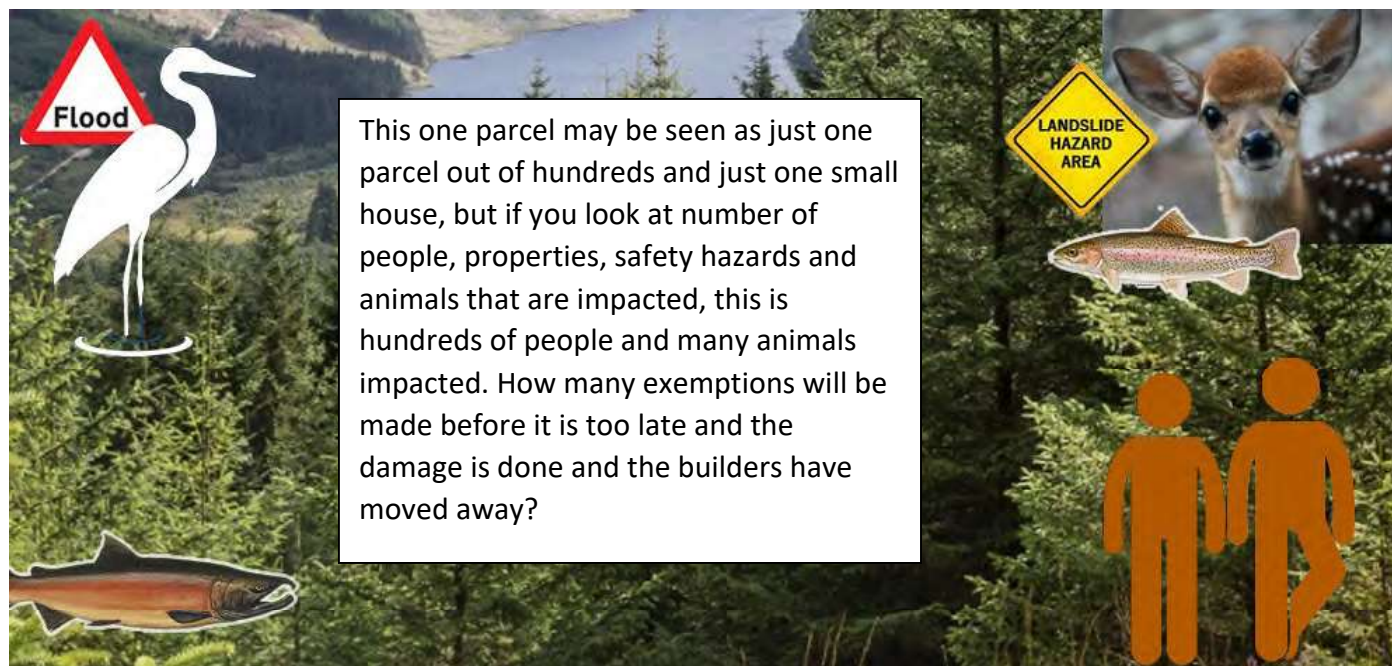 Flood
LANDSLIDE
HAZARD
AREA
This one parcel may be seen as just one
parcel out of hundreds and just one small
house, but if you look at number of
people, properties, safety hazards and
animals that are impacted, this is
hundreds of people and many animals
impacted. How many exemptions will be
made before it is too late and the
damage is done and the builders have
moved away?